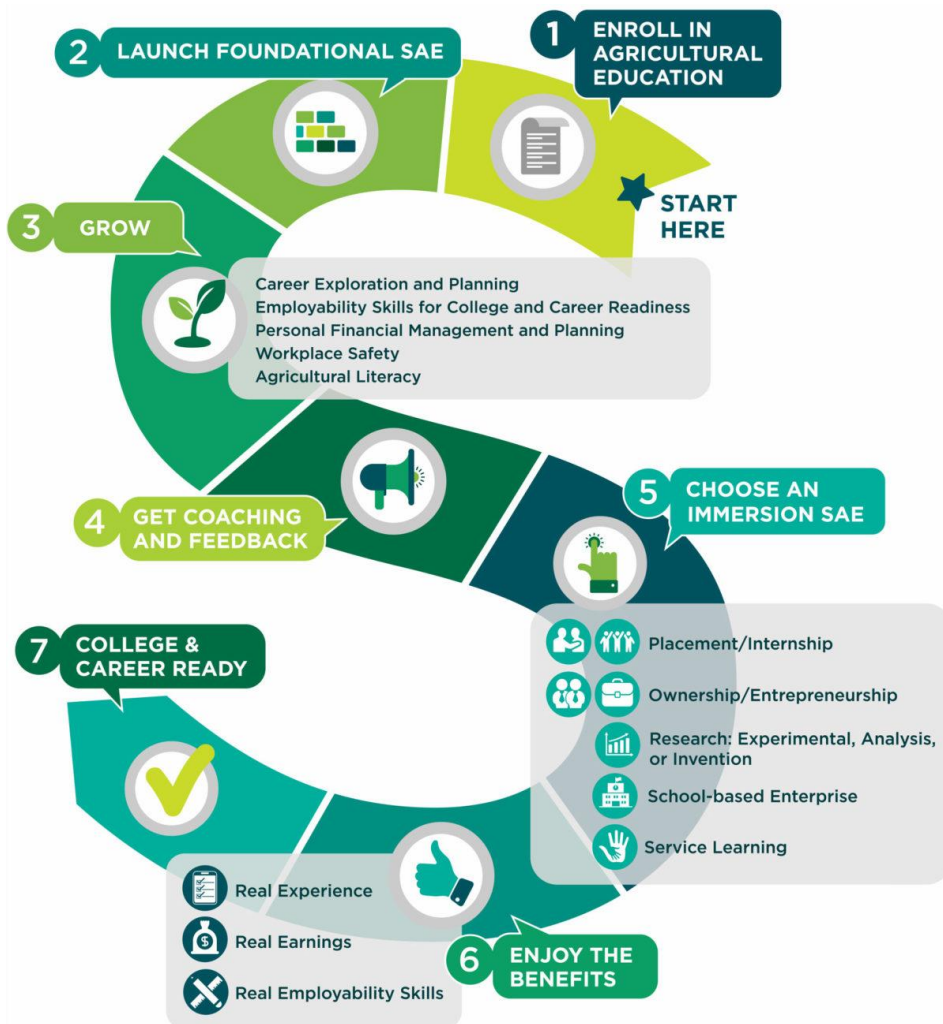 1 ENROLL IN
AGRICULTURAL
EDUCATION
START
HERE
2 LAUNCH FOUNDATIONAL SAE
3 GROW
Career Exploration and Planning
Employability Skills for College and Career Readiness
Personal Financial Management and Planning
Workplace Safety
Agricultural Literacy
4 GET COACHING
AND FEEDBACK
5 CHOOSE AN
IMMERSION SAE
Placement/Internship
Ownership/Entrepreneurship
Research: Experimental, Analysis,
or Invention
School-based Enterprise
Service Learning
6 ENJOY THE
BENEFITS
Real Experience
$
Real Earnings
Real Employability Skills
7 COLLEGE &
CAREER READY